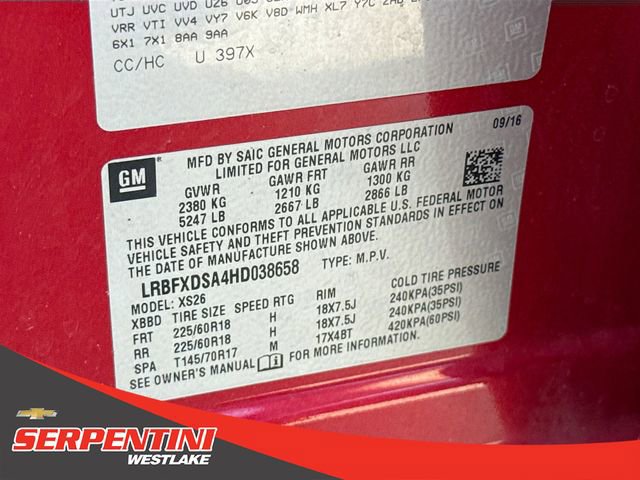 UTJ UVC UVD U26
VRR VTI VV4 VY7 V6K V8D WMH XL7 Y7C
6X1 7X1 8AA 9AA
CC/HC U 397X
GM
MFD BY SAIC GENERAL MOTORS CORPORATION 09/16
LIMITED FOR GENERAL MOTORS LLC
GVWR GAWR FRT GAWR RR
2380 KG 1210 KG 1300 KG
5247 LB 2667 LB 2866 LB
THIS VEHICLE CONFORMS TO ALL APPLICABLE U.S. FEDERAL MOTOR
VEHICLE SAFETY AND THEFT PREVENTION STANDARDS IN EFFECT ON
THE DATE OF MANUFACTURE SHOWN ABOVE.
LRBFXDSA4HD038658 TYPE: M.P.V.
MODEL: XS26
XBBD TIRE SIZE SPEED RTG RIM COLD TIRE PRESSURE
FRT 225/60R18 H 18X7.5J 240KPA(35PSI)
RR 225/60R18 H 18X7.5J 240KPA(35PSI)
SPA T145/70R17 M 17X4BT 420KPA(60PSI)
SEE OWNER'S MANUAL FOR MORE INFORMATION.
SERPENTINI
WESTLAKE